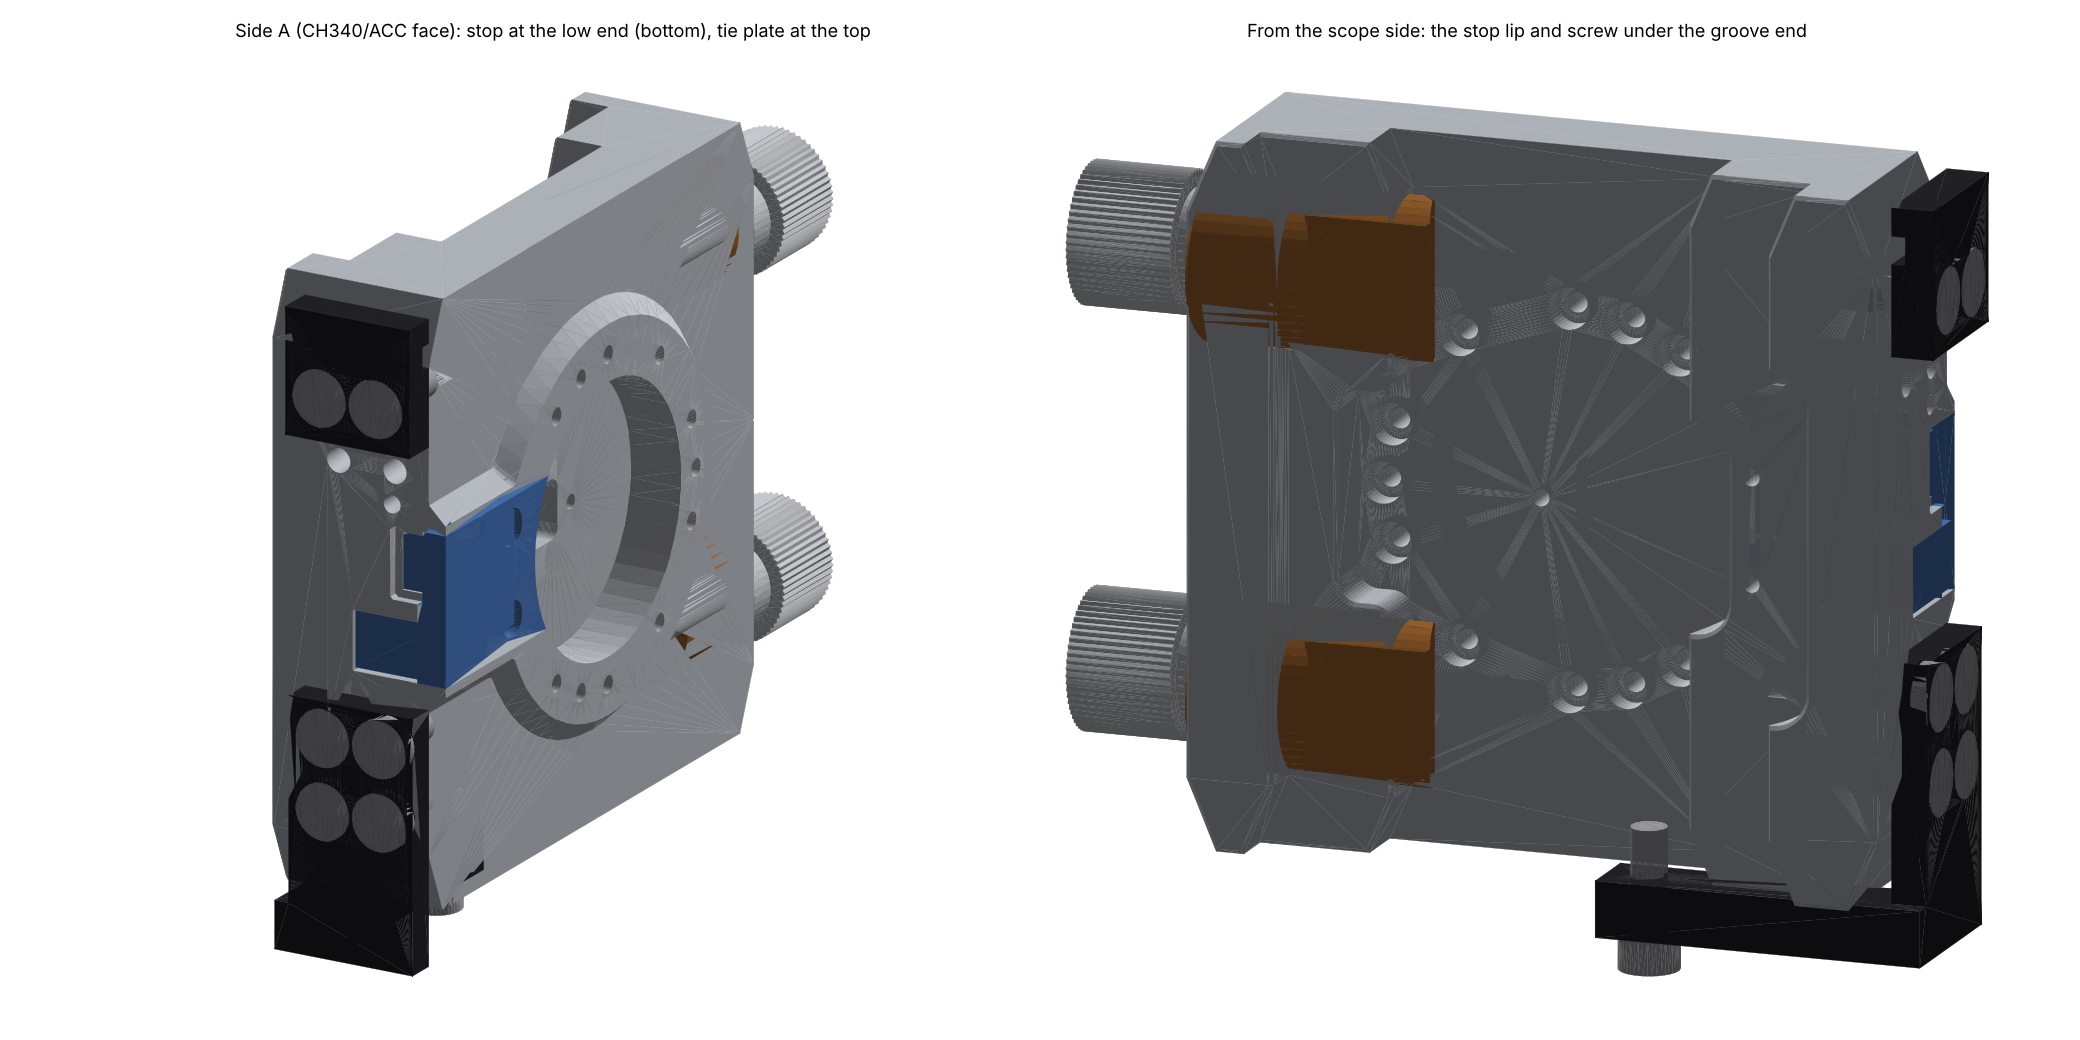 Side A (CH340/ACC face): stop at the low end (bottom), tie plate at the top
From the scope side: the stop lip and screw under the groove end